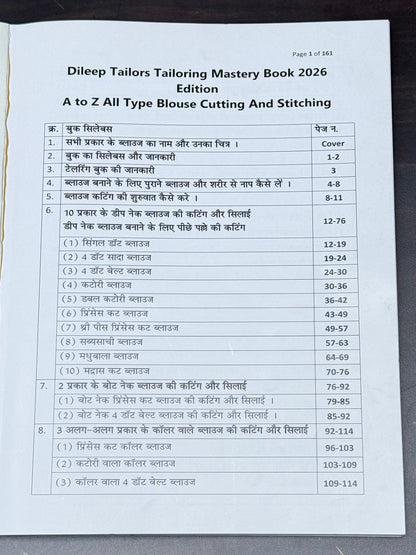 Page 1 of 161
Dileep Tailors Tailoring Mastery Book 2026
Edition
A to Z All Type Blouse Cutting And Stitching
क्र. बुक सिलेबस पेज न.
1. सभी प्रकार के ब्लाउज का नाम और उनका चित्र । Cover
2. बुक का सिलेबस और जानकारी 1-2
3. टेलरिंग बुक की जानकारी 3
4. ब्लाउज बनाने के लिए पुराने ब्लाउज और शरीर से नाप कैसे लें । 4-8
5. ब्लाउज कटिंग की शुरुवात कैसे करे । 8-11
6. 10 प्रकार के डीप नेक ब्लाउज की कटिंग और सिलाई
डीप नेक ब्लाउज बनाने के लिए पीछे पल्ले की कटिंग 12-76
(1) सिंगल डॉट ब्लाउज 12-19
(2) 4 डॉट सादा ब्लाउज 19-24
(3) 4 डॉट बेल्ट ब्लाउज 24-30
(4) कटोरी ब्लाउज 30-36
(5) डबल कटोरी ब्लाउज 36-42
(6) प्रिंसेस कट ब्लाउज 43-49
(7) थ्री पीस प्रिंसेस कट ब्लाउज 49-57
(8) सब्यसाची ब्लाउज 57-63
(9) मधुबाला ब्लाउज 64-69
(10) मद्रास कट ब्लाउज 70-76
7. 2 प्रकार के बोट नेक ब्लाउज की कटिंग और सिलाई 76-92
(1) बोट नेक प्रिंसेस कट ब्लाउज की कटिंग और सिलाई । 79-85
(2) बोट नेक 4 डॉट बेल्ट ब्लाउज की कटिंग और सिलाई । 85-92
8. 3 अलग-अलग प्रकार के कॉलर वाले ब्लाउज की कटिंग और सिलाई 92-114
(1) प्रिंसेस कट कॉलर ब्लाउज 96-103
(2) कटोरी वाला कॉलर ब्लाउज 103-109
(3) कॉलर वाला 4 डॉट बेल्ट ब्लाउज 109-114